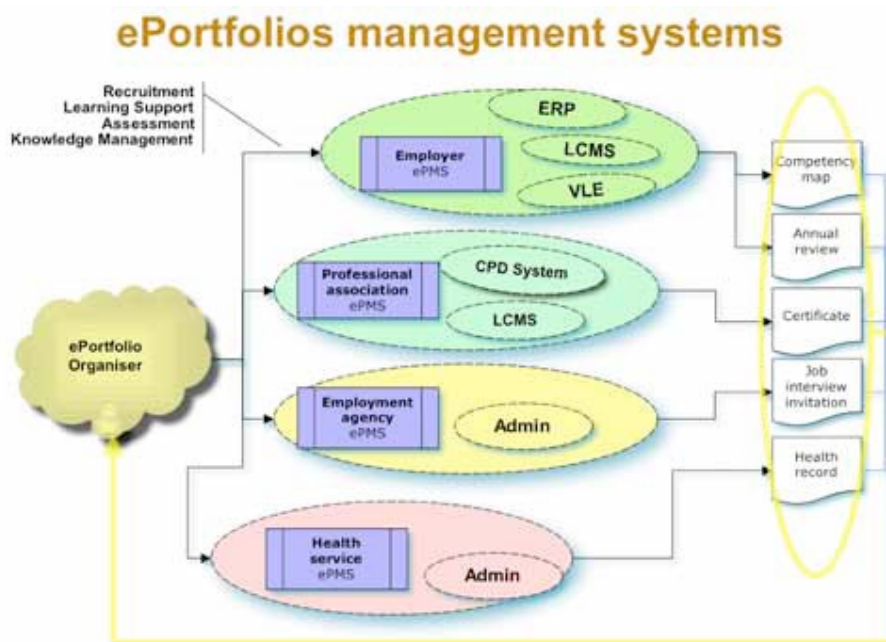 ePortfolios management systems
Recruitment
Learning Support
Assessment
Knowledge Management
ERP
Employer
ePMS
LCMS
VLE
Competency
map
Annual
review
Professional
association
ePMS
CPD System
LCMS
Certificate
ePortfolio
Organiser
Employment
agency
ePMS
Admin
Job
interview
invitation
Health
record
Health
service
ePMS
Admin